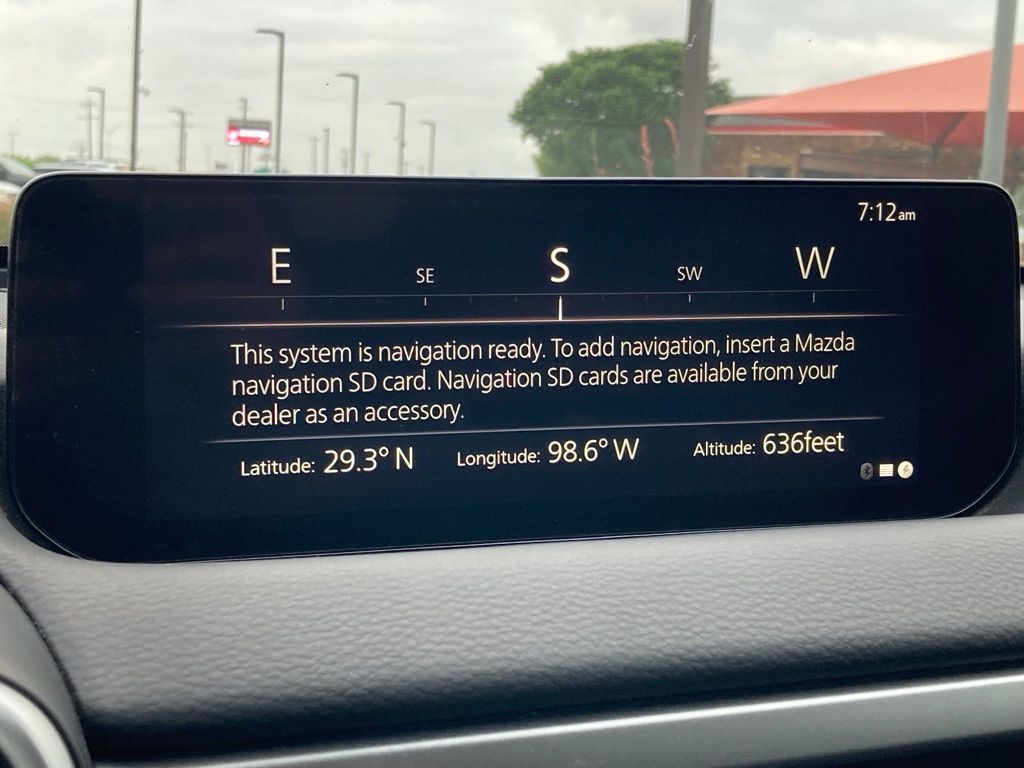 7:12am
E SE S SW W
This system is navigation ready. To add navigation, insert a Mazda
navigation SD card. Navigation SD cards are available from your
dealer as an accessory.
Latitude: 29.3° N Longitude: 98.6° W Altitude: 636feet